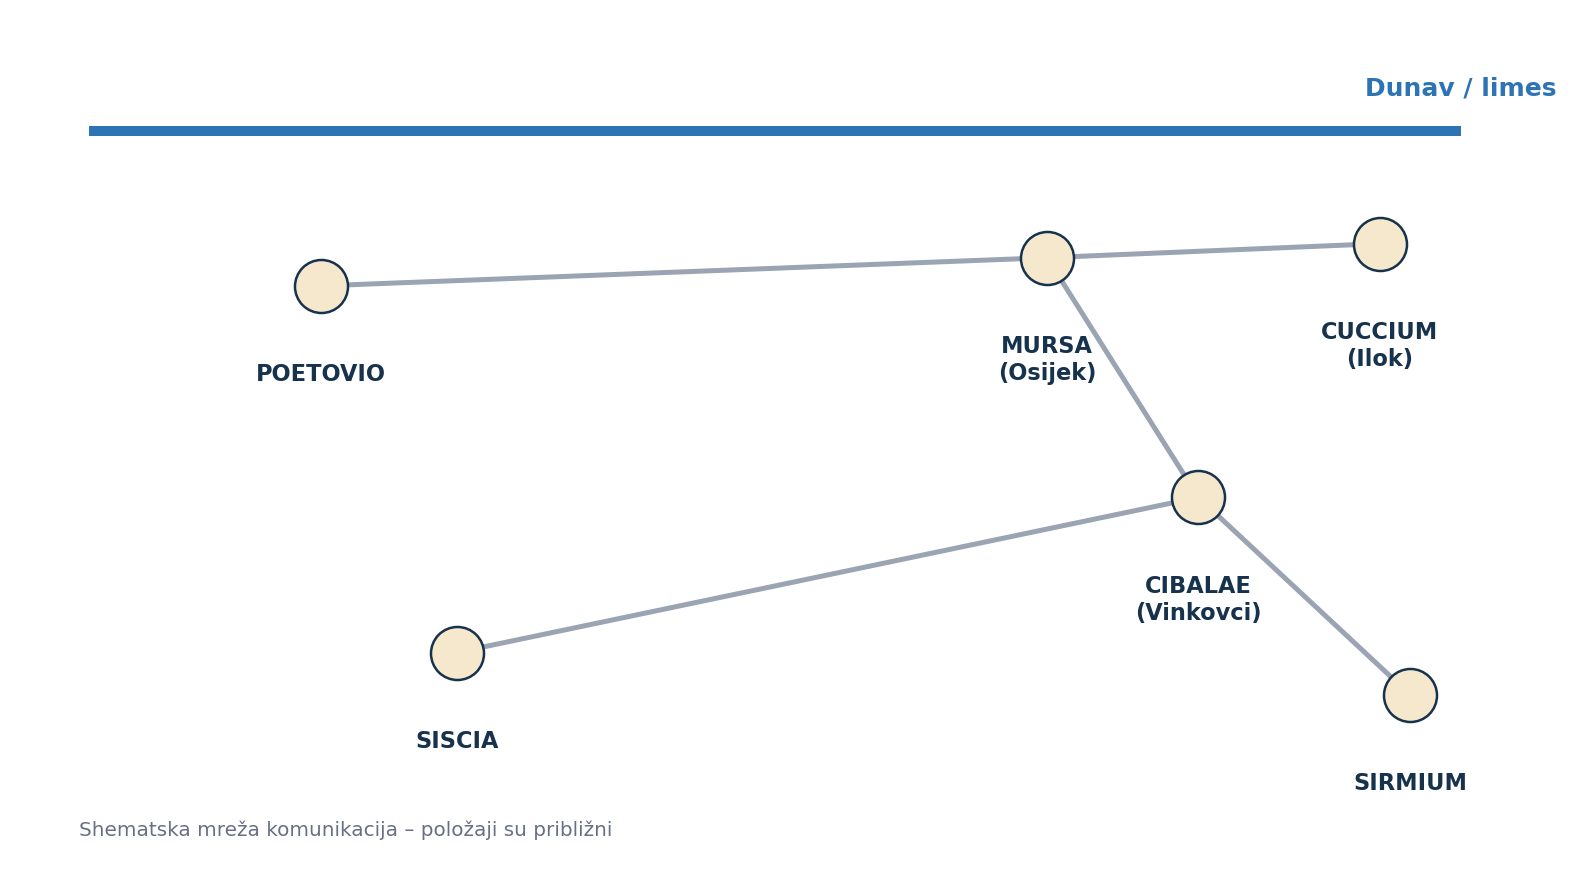 Dunav / limes
POETOVIO
MURSA
(Osijek)
CUCCIUM
(Ilok)
CIBALAE
(Vinkovci)
SISCIA
SIRMIUM
Shematska mreža komunikacija – položaji su približni